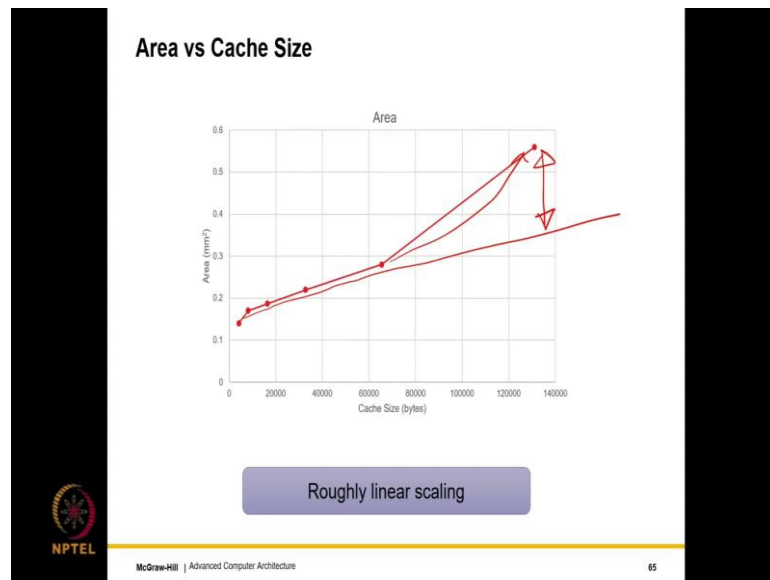 Area vs Cache Size
Area
0.6
0.5
0.4
0.3
0.2
0.1
0
Area (mm²)
0 20000 40000 60000 80000 100000 120000 140000
Cache Size (bytes)
Roughly linear scaling
NPTEL
McGraw-Hill | Advanced Computer Architecture 65